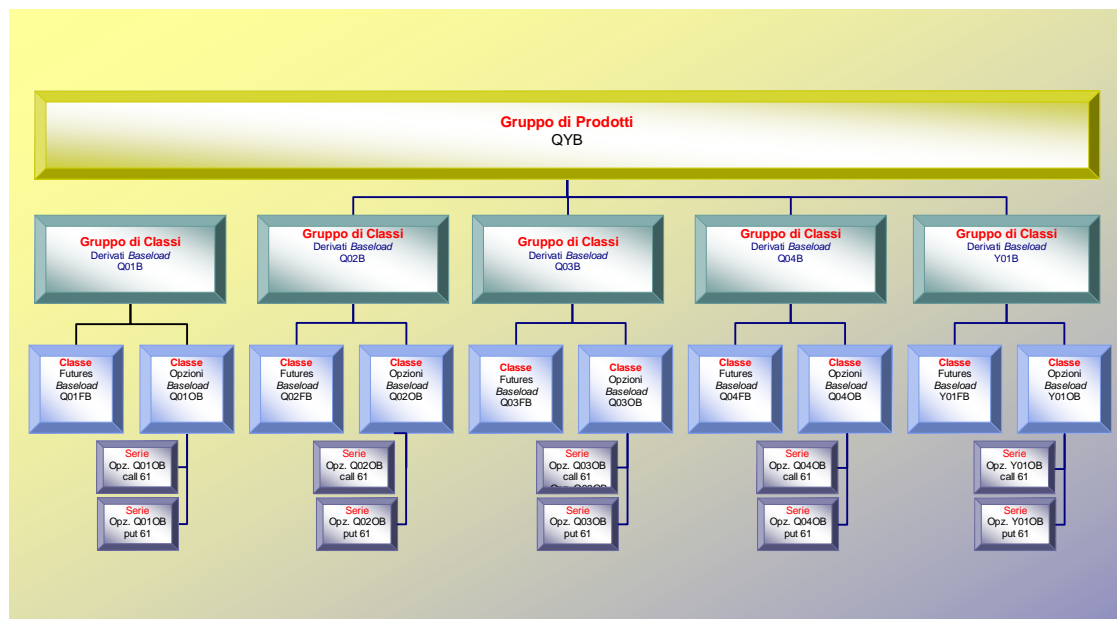 Gruppo di Prodotti
QYB
Gruppo di Classi
Derivati Baseload
Q01B
Gruppo di Classi
Derivati Baseload
Q02B
Gruppo di Classi
Derivati Baseload
Q03B
Gruppo di Classi
Derivati Baseload
Q04B
Gruppo di Classi
Derivati Baseload
Y01B
Classe
Futures
Baseload
Q01FB
Classe
Opzioni
Baseload
Q01OB
Classe
Futures
Baseload
Q02FB
Classe
Opzioni
Baseload
Q02OB
Classe
Futures
Baseload
Q03FB
Classe
Opzioni
Baseload
Q03OB
Classe
Futures
Baseload
Q04FB
Classe
Opzioni
Baseload
Q04OB
Classe
Futures
Baseload
Y01FB
Classe
Opzioni
Baseload
Y01OB
Serie
Opz. Q01OB
call 61
Serie
Opz. Q02OB
call 61
Serie
Opz. Q03OB
call 61
Serie
Opz. Q04OB
call 61
Serie
Opz. Y01OB
call 61
Serie
Opz. Q01OB
put 61
Serie
Opz. Q02OB
put 61
Serie
Opz. Q03OB
put 61
Serie
Opz. Q04OB
put 61
Serie
Opz. Y01OB
put 61